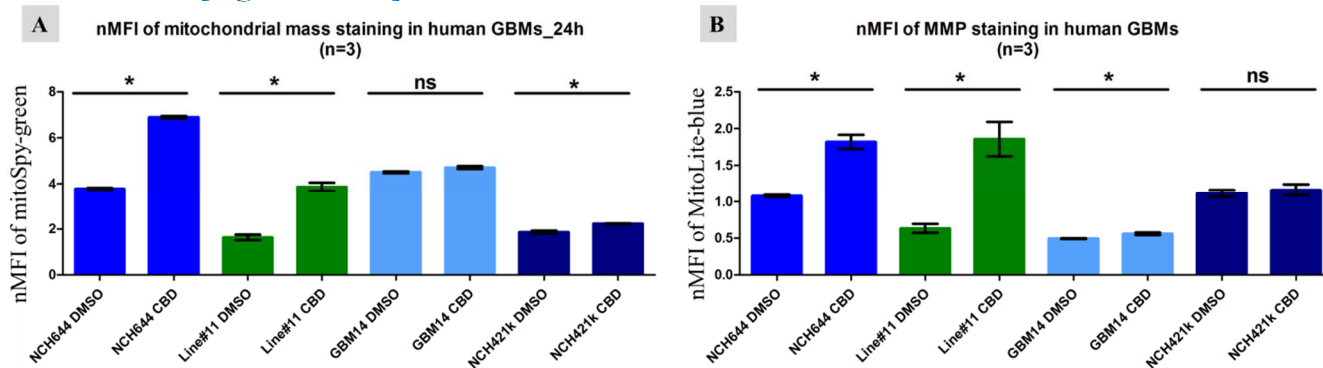 A
nMFI of mitochondrial mass staining in human GBMs_24h
(n=3)
* * ns *
nMFI of mitoSpy-green
8
6
4
2
0
NCH644 DMSO
NCH644 CBD
Line#11 DMSO
Line#11 CBD
GBM14 DMSO
GBM14 CBD
NCH421k DMSO
NCH421k CBD
B
nMFI of MMP staining in human GBMs
(n=3)
* * * ns
nMFI of MitoLite-blue
2.5
2.0
1.5
1.0
0.5
0.0
NCH644 DMSO
NCH644 CBD
Line#11 DMSO
Line#11 CBD
GBM14 DMSO
GBM14 CBD
NCH421k DMSO
NCH421k CBD